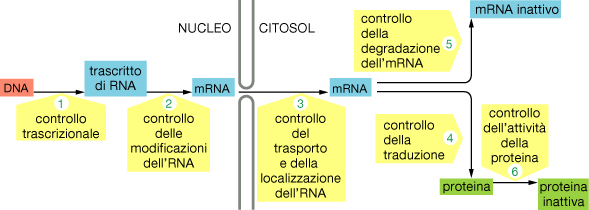 NUCLEO
CITOSOL
DNA
1
controllo
trascrizionale
trascritto
di RNA
2
controllo
delle
modificazioni
dell'RNA
mRNA
3
controllo
del
trasporto
e della
localizzazione
dell'RNA
mRNA
controllo
della
degradazione
dell'mRNA
5
mRNA inattivo
controllo
della
traduzione
4
proteina
controllo
dell'attività
della
proteina
6
proteina
inattiva